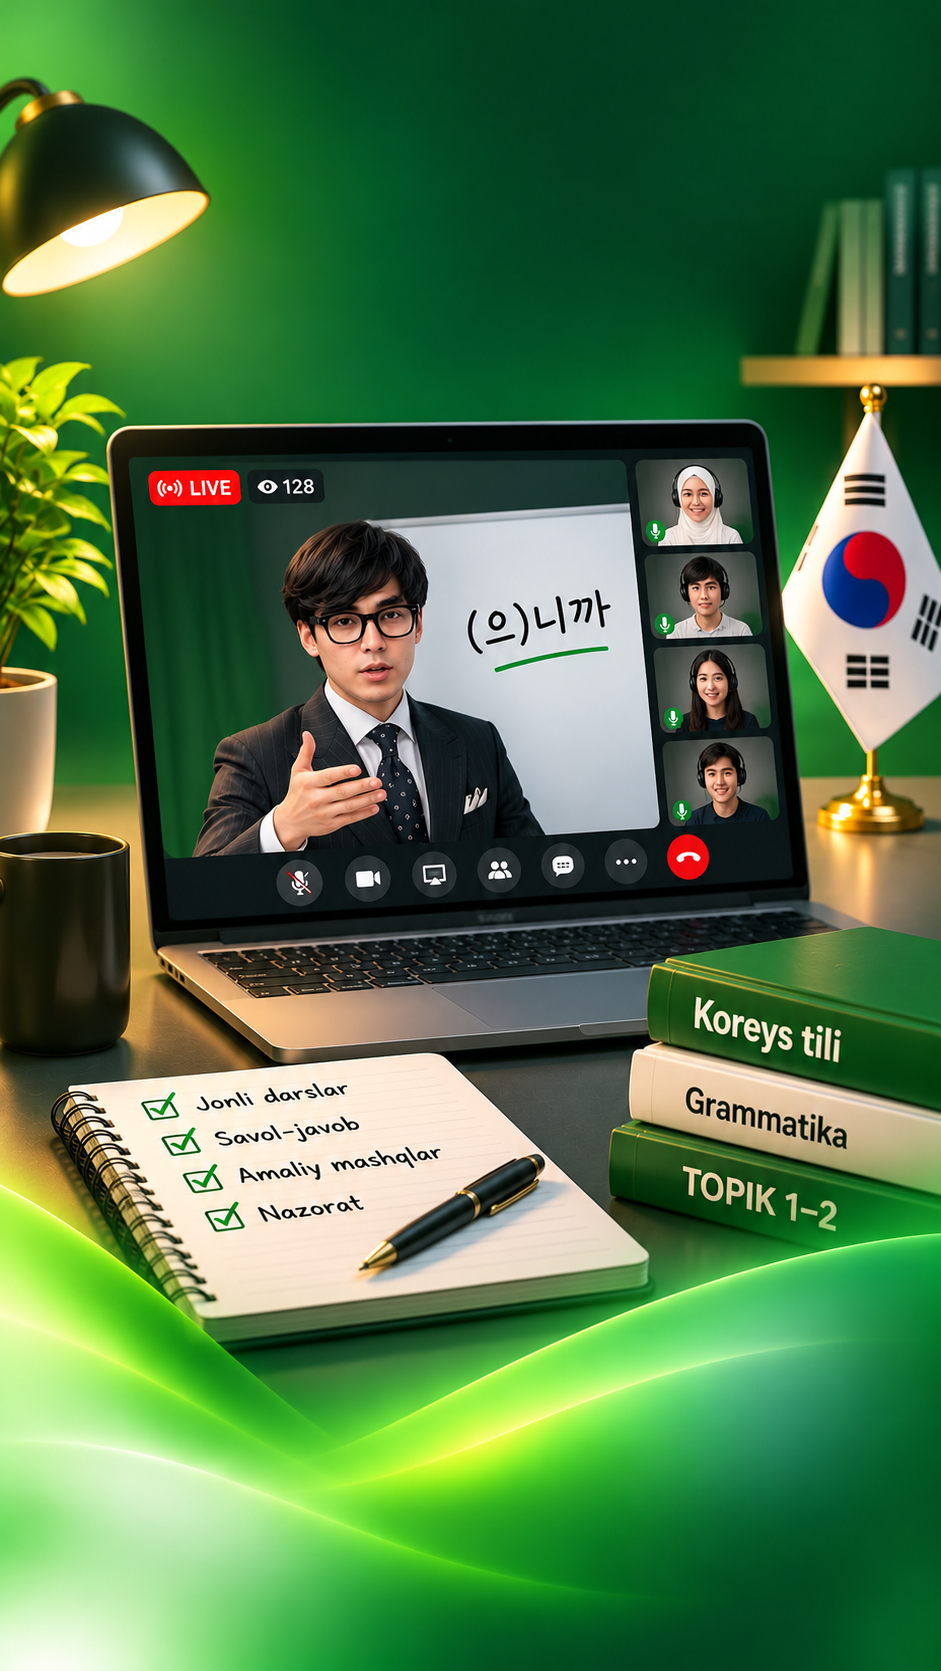 LIVE
128
(으)니까
Koreys tili
Grammatika
TOPIK 1–2
Jonli darslar
Savol-javob
Amaliy mashqlar
Nazorat